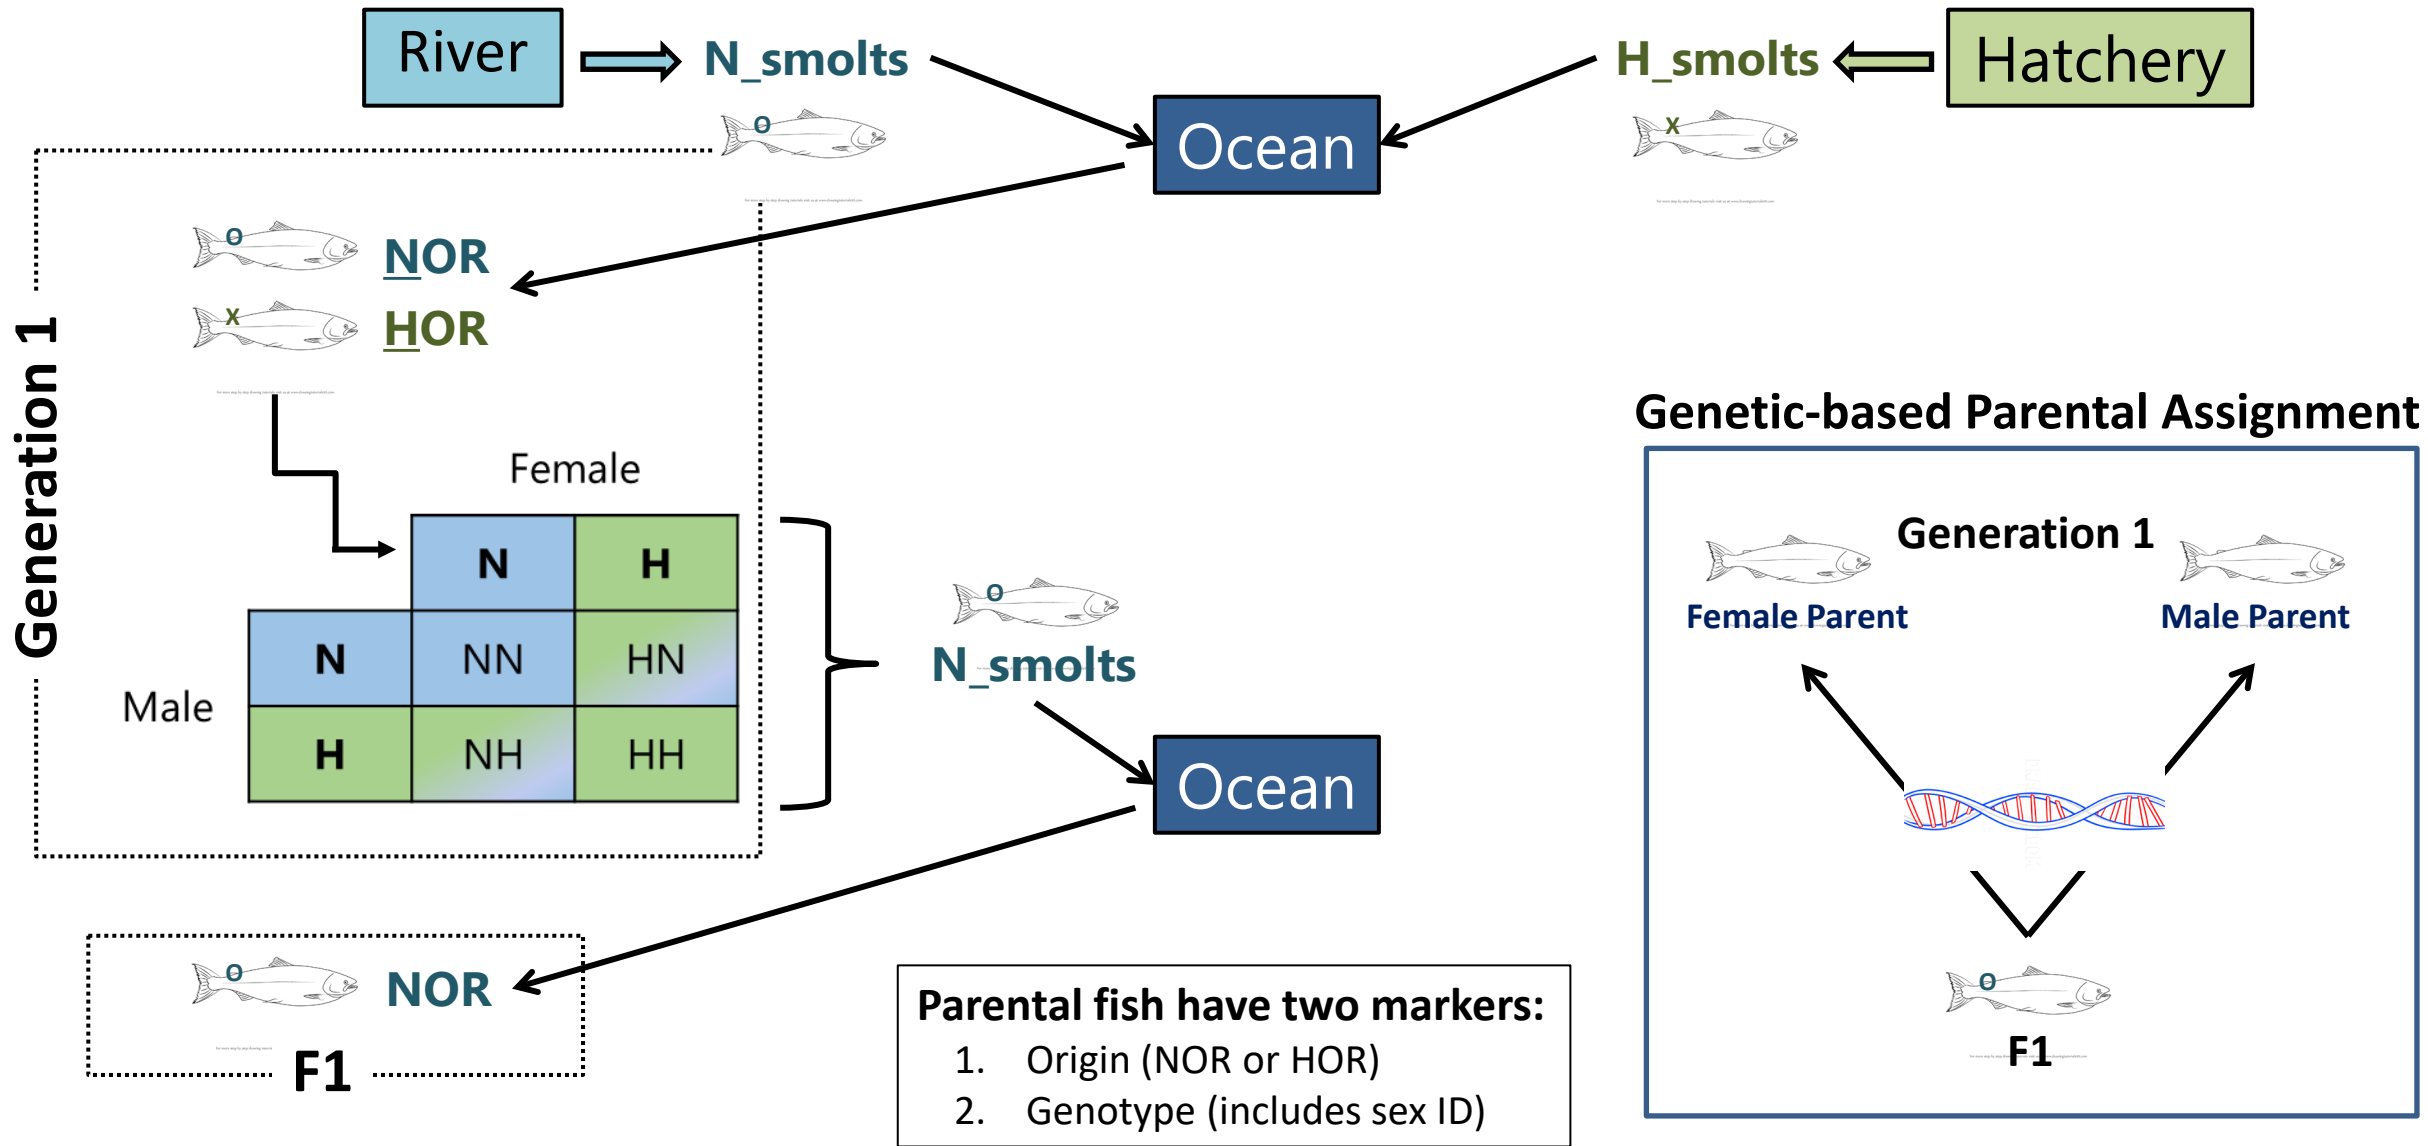 River
N_smolts
H_smolts
Hatchery
O
X
Ocean
Generation 1
O
NOR
X
HOR
Female
N
H
N
NN
HN
Male
H
NH
HH
O
N_smolts
Ocean
O
NOR
F1
Parental fish have two markers:
1. Origin (NOR or HOR)
2. Genotype (includes sex ID)
Genetic-based Parental Assignment
Generation 1
Female Parent
Male Parent
O
F1